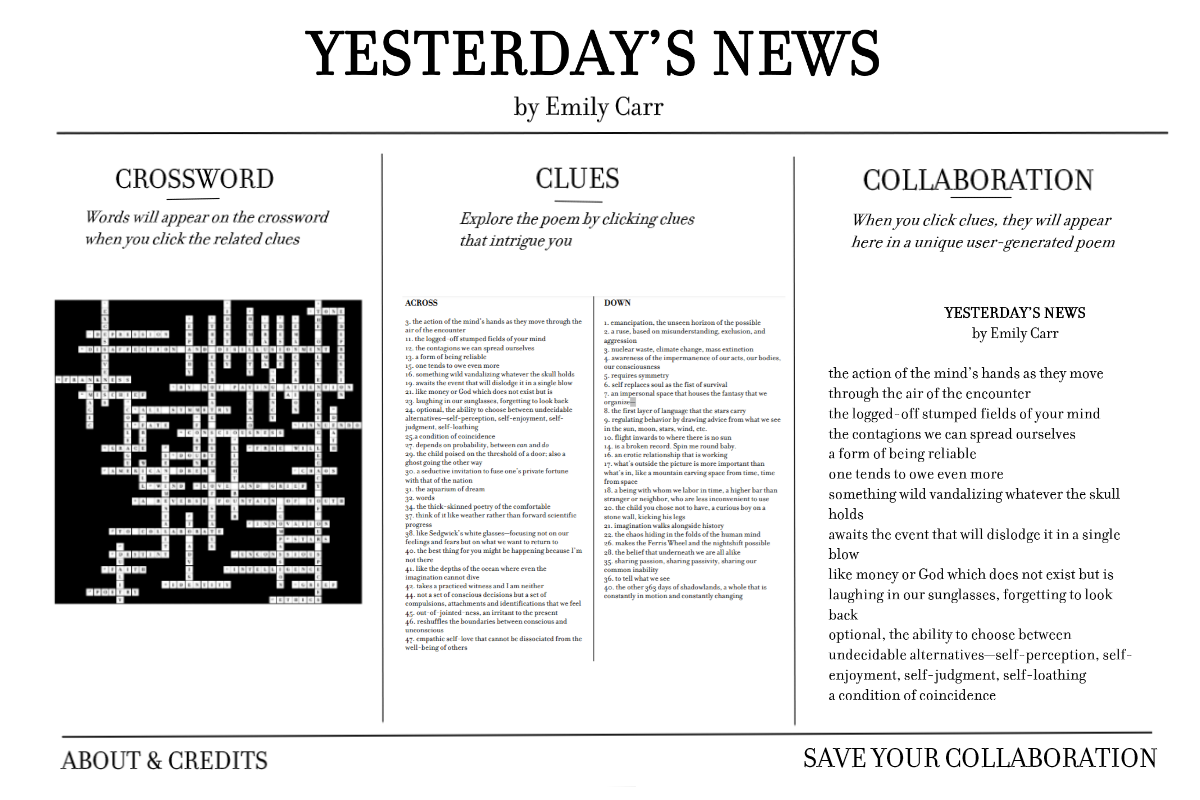 YESTERDAY'S NEWS
by Emily Carr
CROSSWORD
Words will appear on the crossword
when you click the related clues
CLUES
Explore the poem by clicking clues
that intrigue you
COLLABORATION
When you click clues, they will appear
here in a unique user-generated poem
DEPRESSION
FRANKNESS
MISCHIEF
CONSCIOUSNESS
FREE WILL
AMERICAN DREAM
INNOVATION
INTELLIGENCE
IDENTITY
POETRY
ACROSS
3. the action of the mind's hands as they move through the
air of the encounter
11. the logged-off stumped fields of your mind
12. the contagions we can spread ourselves
13. a form of being reliable
15. one tends to owe even more
16. something wild vandalizing whatever the skull holds
19. awaits the event that will dislodge it in a single blow
21. like money or God which does not exist but is
23. laughing in our sunglasses, forgetting to look back
24. optional, the ability to choose between undecidable
alternatives—self-perception, self-enjoyment, self-
judgment, self-loathing
25.a condition of coincidence
27. depends on probability, between can and do
29. the child poised on the threshold of a door; also a
ghost going the other way
30. a seductive invitation to fuse one's private fortune
with that of the nation
31. the aquarium of dream
32. words
34. the thick-skinned poetry of the comfortable
37. think of it like weather rather than forward scientific
progress
38. like Sedgwick's white glasses—focusing not on our
feelings and fears but on what we want to return to
40. the best thing for you might be happening because I'm
not there
41. like the depths of the ocean where even the
imagination cannot dive
42. takes a practiced witness and I am neither
44. not a set of conscious decisions but a set of
compulsions, attachments and identifications that we feel
45. out-of-jointed-ness, an irritant to the present
46. reshuffles the boundaries between conscious and
unconscious
47. empathic self-love that cannot be dissociated from the
well-being of others
DOWN
1. emancipation, the unseen horizon of the possible
2. a ruse, based on misunderstanding, exclusion, and
aggression
3. nuclear waste, climate change, mass extinction
4. awareness of the impermanence of our acts, our bodies,
our consciousness
5. requires symmetry
6. self replaces soul as the fist of survival
7. an impersonal space that houses the fantasy that we
organize
8. the first layer of language that the stars carry
9. regulating behavior by drawing advice from what we see
in the sun, moon, stars, wind, etc.
10. flight inwards to where there is no sun
14. is a broken record. Spin me round baby.
16. an erotic relationship that is working
17. what's outside the picture is more important than
what's in, like a mountain carving space from time, time
from space
18. a being with whom we labor in time, a higher bar than
stranger or neighbor, who are less inconvenient to use
20. the child you chose not to have, a curious boy on a
stone wall, kicking his legs
21. imagination walks alongside history
22. the chaos hiding in the folds of the human mind
26. makes the Ferris Wheel and the nightshift possible
28. the belief that underneath we are all alike
35. sharing passion, sharing passivity, sharing our
common inability
36. to tell what we see
40. the other 363 days of shadowlands, a whole that is
constantly in motion and constantly changing
YESTERDAY'S NEWS
by Emily Carr
the action of the mind's hands as they move
through the air of the encounter
the logged-off stumped fields of your mind
the contagions we can spread ourselves
a form of being reliable
one tends to owe even more
something wild vandalizing whatever the skull
holds
awaits the event that will dislodge it in a single
blow
like money or God which does not exist but is
laughing in our sunglasses, forgetting to look
back
optional, the ability to choose between
undecidable alternatives—self-perception, self-
enjoyment, self-judgment, self-loathing
a condition of coincidence
ABOUT & CREDITS
SAVE YOUR COLLABORATION